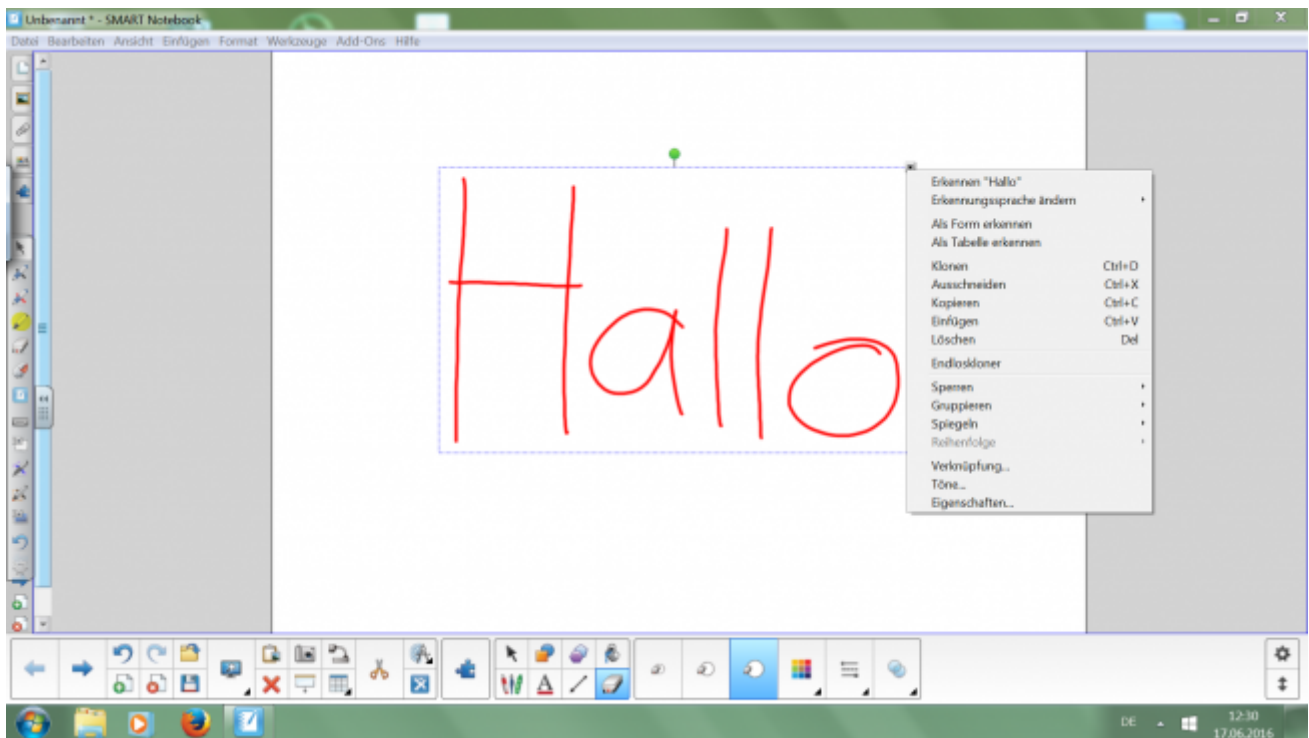 Unbenannt * - SMART Notebook
Datei Bearbeiten Ansicht Einfügen Format Werkzeuge Add-Ons Hilfe
Hallo
Erkennen "Hallo"
Erkennungssprache ändern
Als Form erkennen
Als Tabelle erkennen
Klonen Ctrl+D
Ausschneiden Ctrl+X
Kopieren Ctrl+C
Einfügen Ctrl+V
Löschen Del
Endloskloner
Sperren
Gruppieren
Spiegeln
Reihenfolge
Verknüpfung...
Töne...
Eigenschaften...
A
DE
12:30
17.06.2016